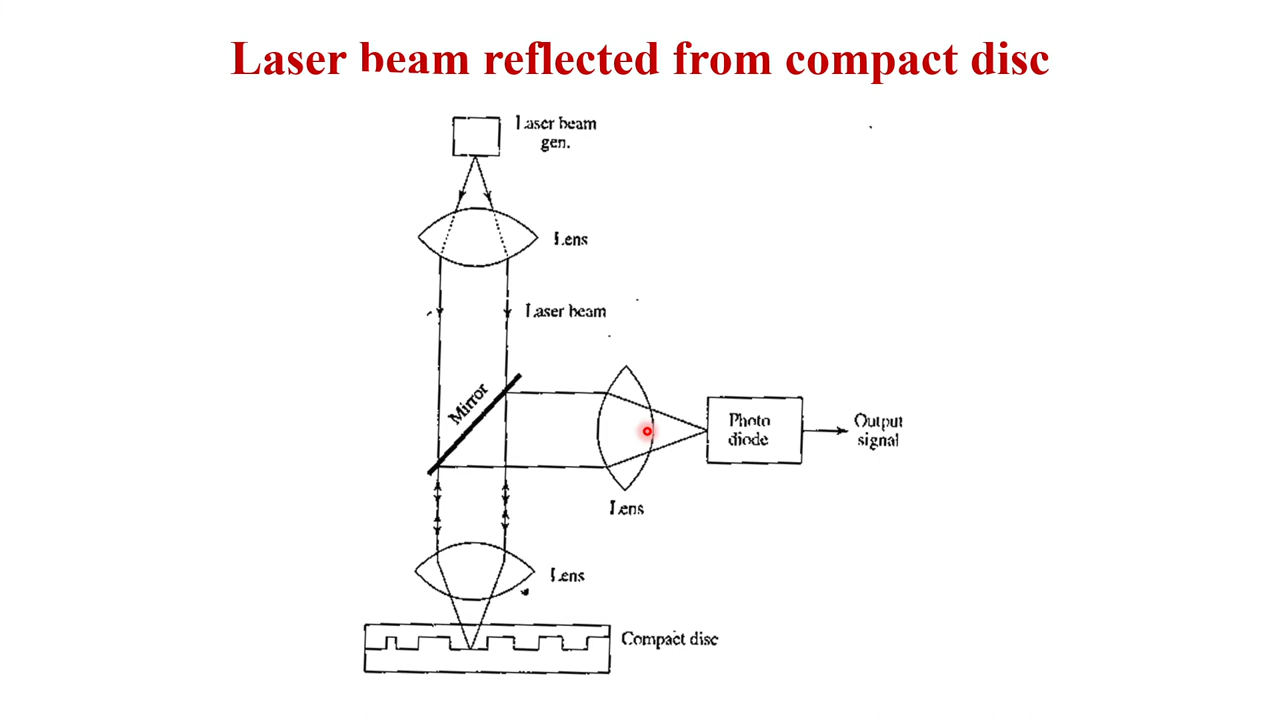 Laser beam reflected from compact disc
Laser beam
gen.
Lens
Laser beam
Mirror
Photo
diode
Output
signal
Lens
Lens
Compact disc